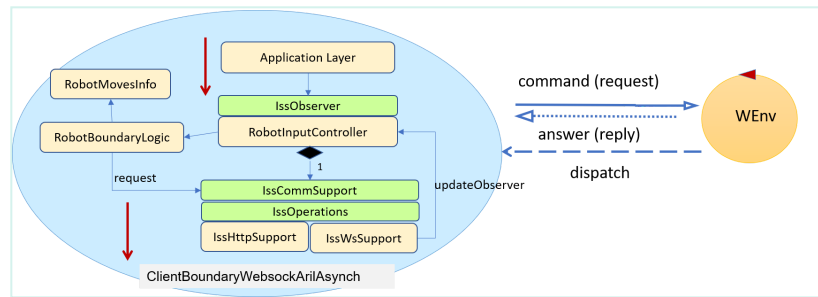 Application Layer
RobotMovesInfo
IssObserver
RobotBoundaryLogic
RobotInputController
1
request
IssCommSupport
updateObserver
IssOperations
IssHttpSupport
IssWsSupport
ClientBoundaryWebsockArilAsynch
command (request)
WEnv
answer (reply)
dispatch